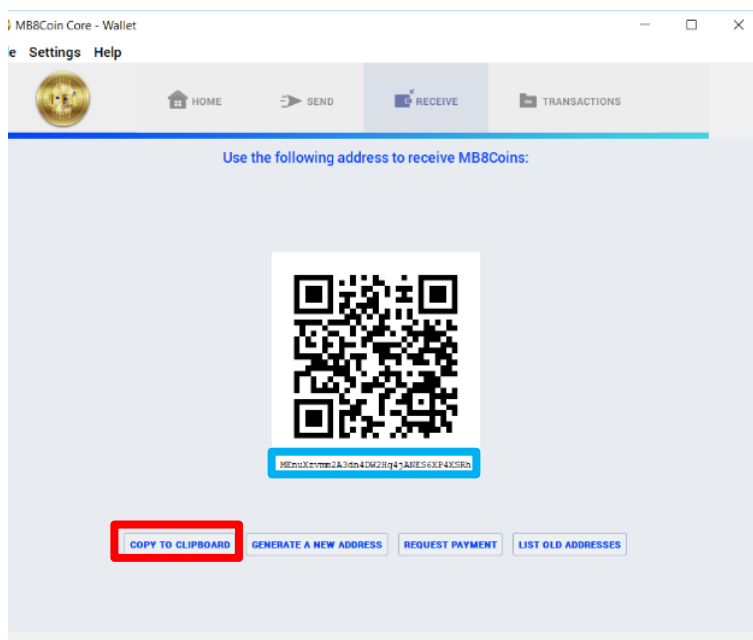 MB8Coin Core - Wallet
Settings Help
HOME SEND RECEIVE TRANSACTIONS
Use the following address to receive MB8Coins:
MEnuXzvmm2A3dn4DW2Hq4jANES6XP4XSRh
COPY TO CLIPBOARD GENERATE A NEW ADDRESS REQUEST PAYMENT LIST OLD ADDRESSES